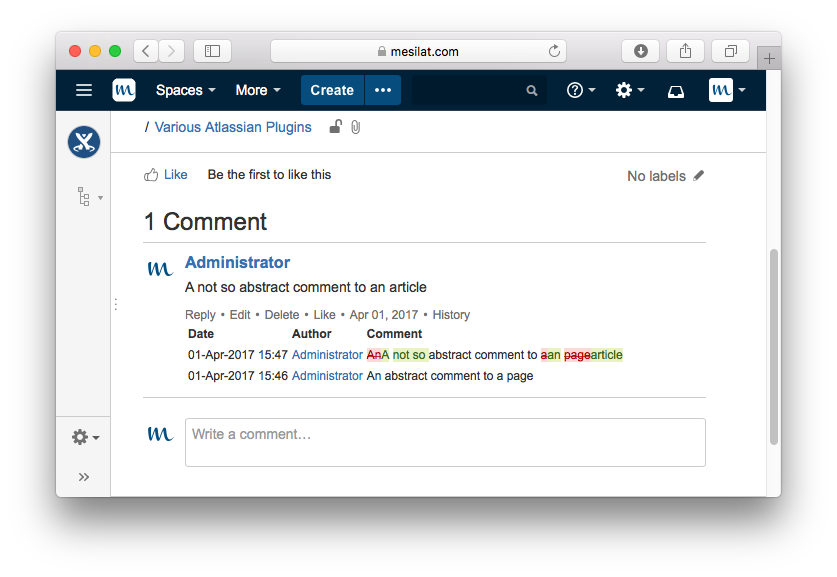 mesilat.com
m Spaces More Create ••• m
/ Various Atlassian Plugins
Like Be the first to like this No labels
1 Comment
m Administrator
A not so abstract comment to an article
Reply • Edit • Delete • Like • Apr 01, 2017 • History
Date Author Comment
01-Apr-2017 15:47 Administrator AnA not so abstract comment to aan pagearticle
01-Apr-2017 15:46 Administrator An abstract comment to a page
m Write a comment…